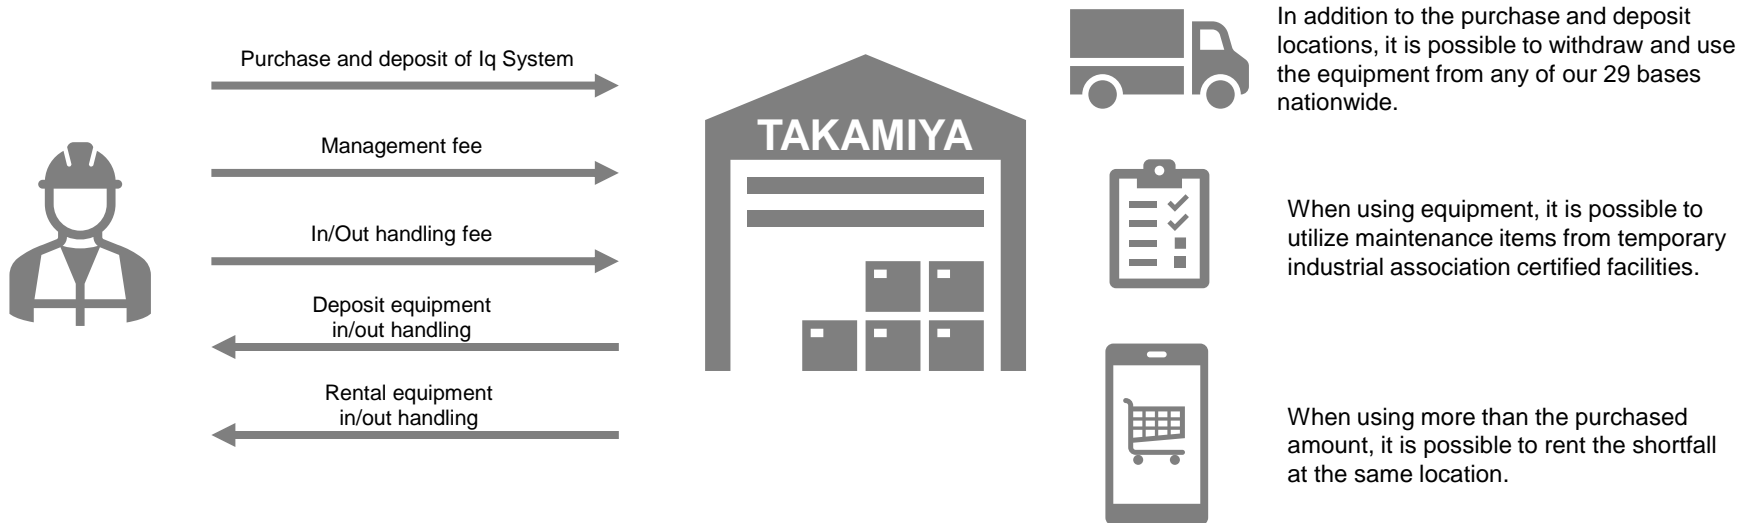 Purchase and deposit of Iq System
Management fee
In/Out handling fee
Deposit equipment
in/out handling
Rental equipment
in/out handling
TAKAMIYA
In addition to the purchase and deposit
locations, it is possible to withdraw and use
the equipment from any of our 29 bases
nationwide.
When using equipment, it is possible to
utilize maintenance items from temporary
industrial association certified facilities.
When using more than the purchased
amount, it is possible to rent the shortfall
at the same location.